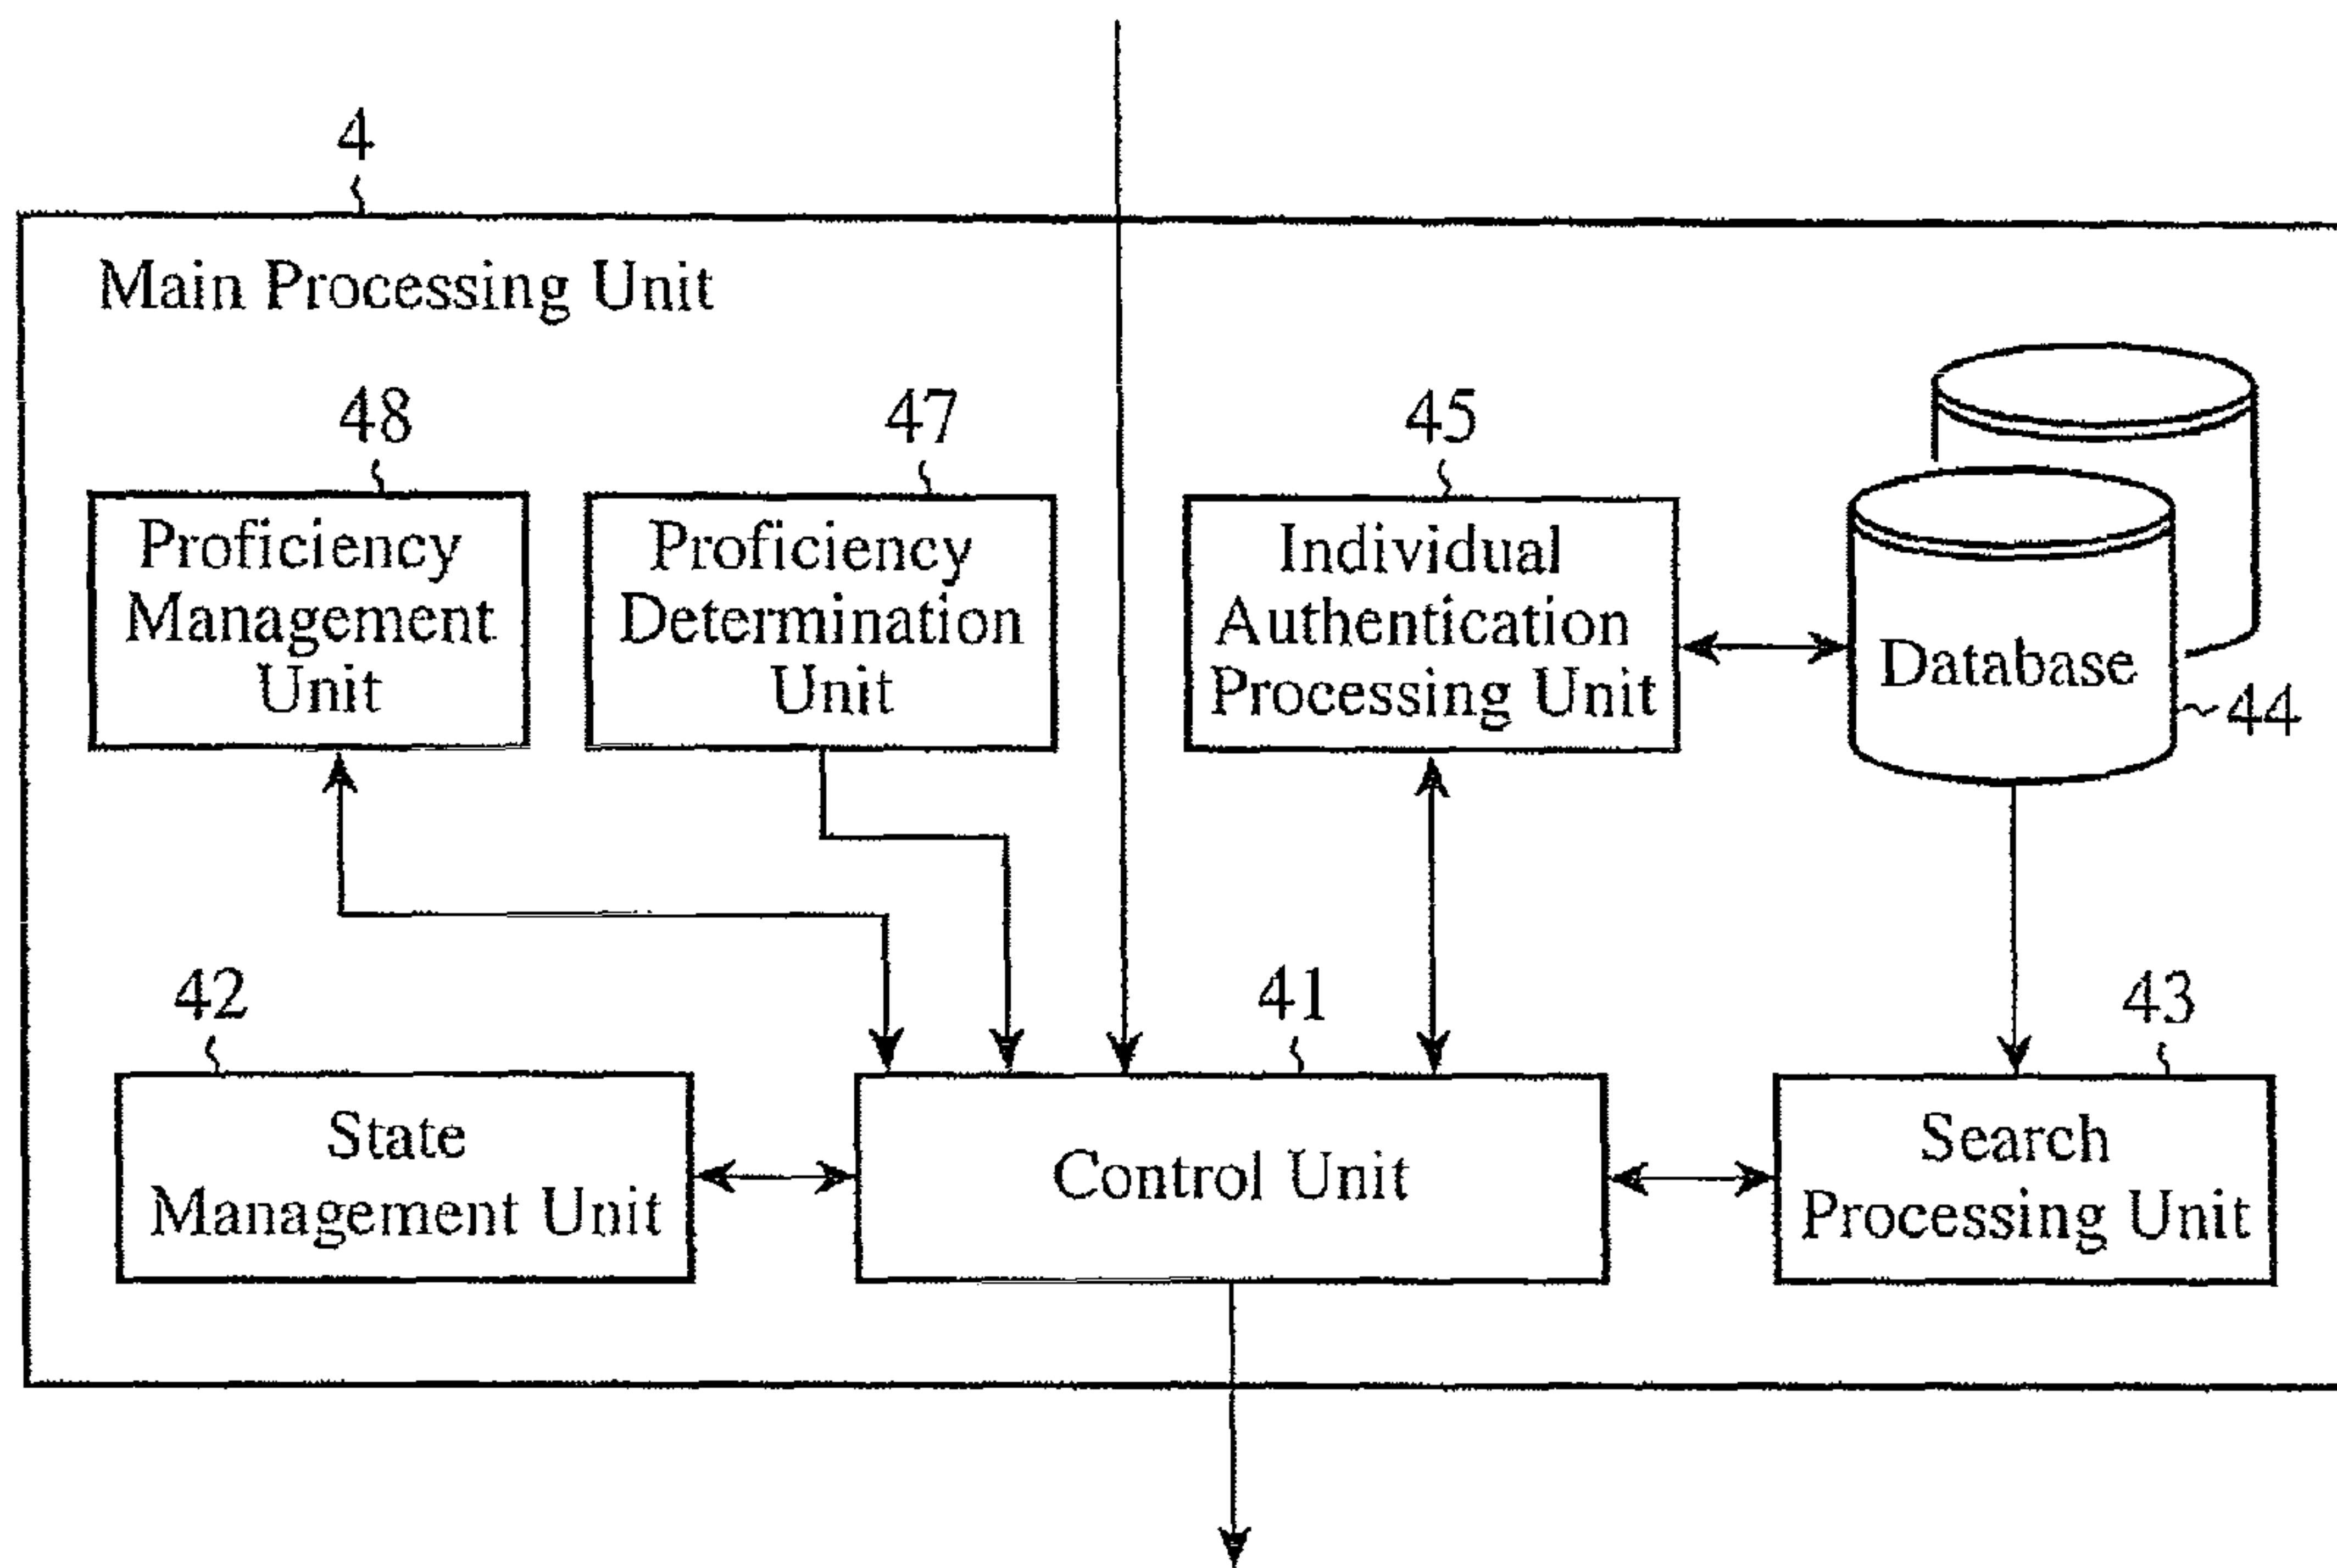 4
Main Processing Unit
48
47
45
Proficiency
Management
Unit
Proficiency
Determination
Unit
Individual
Authentication
Processing Unit
Database
44
42
41
43
State
Management Unit
Control Unit
Search
Processing Unit